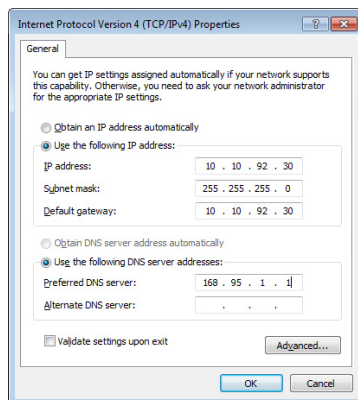 Internet Protocol Version 4 (TCP/IPv4) Properties
General
You can get IP settings assigned automatically if your network supports
this capability. Otherwise, you need to ask your network administrator
for the appropriate IP settings.
Obtain an IP address automatically
Use the following IP address:
IP address: 10 . 10 . 92 . 30
Subnet mask: 255 . 255 . 255 . 0
Default gateway: 10 . 10 . 92 . 30
Obtain DNS server address automatically
Use the following DNS server addresses:
Preferred DNS server: 168 . 95 . 1 . 1
Alternate DNS server: . . .
Validate settings upon exit
Advanced...
OK Cancel